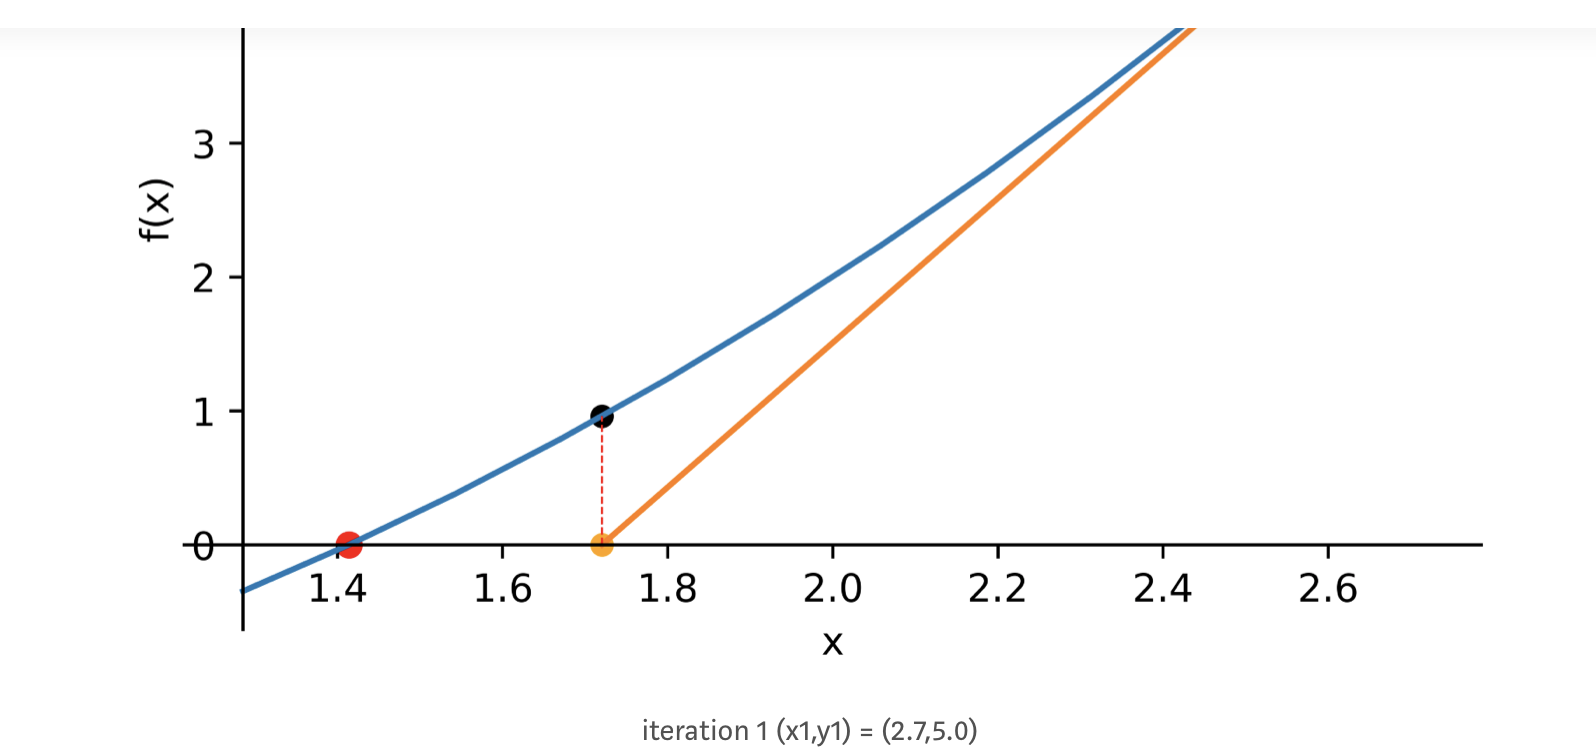 3
f(x)
2
1
0
1.4 1.6 1.8 2.0 2.2 2.4 2.6
x
iteration 1 (x1,y1) = (2.7,5.0)